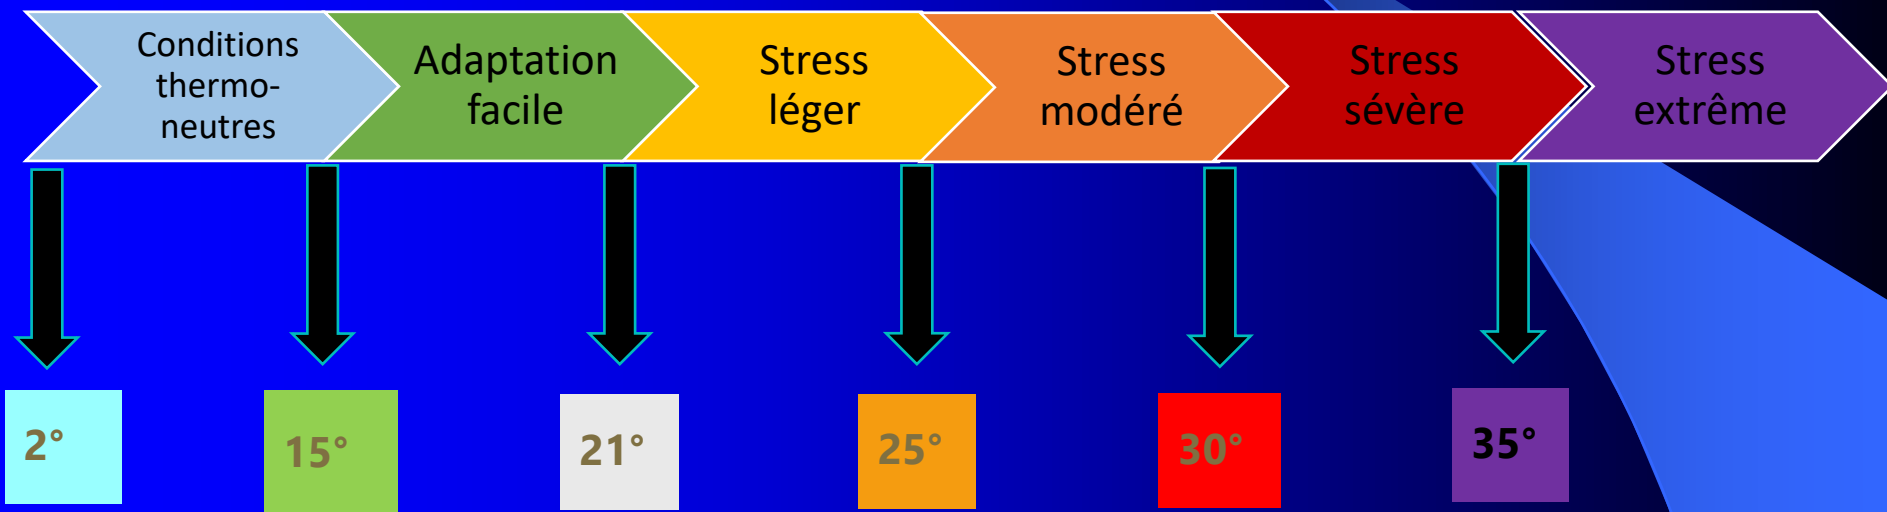 Conditions
thermo-
neutres
Adaptation
facile
Stress
léger
Stress
modéré
Stress
sévère
Stress
extrême
2°
15°
21°
25°
30°
35°